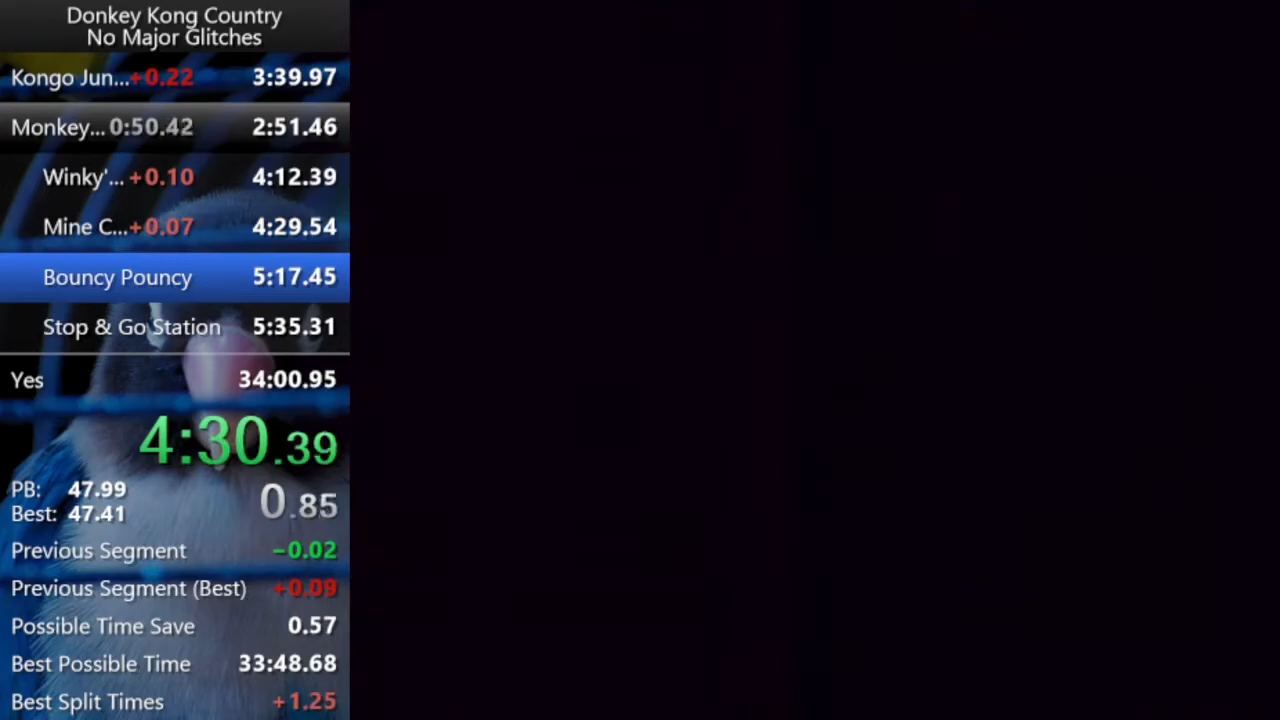 Donkey Kong Country
No Major Glitches
Kongo Jun... +0.22 3:39.97
Monkey... 0:50.42 2:51.46
Winky'... +0.10 4:12.39
Mine C... +0.07 4:29.54
Bouncy Pouncy 5:17.45
Stop & Go Station 5:35.31
Yes 34:00.95
4:30.39
PB: 47.99
Best: 47.41
0.85
Previous Segment -0.02
Previous Segment (Best) +0.09
Possible Time Save 0.57
Best Possible Time 33:48.68
Best Split Times +1.25